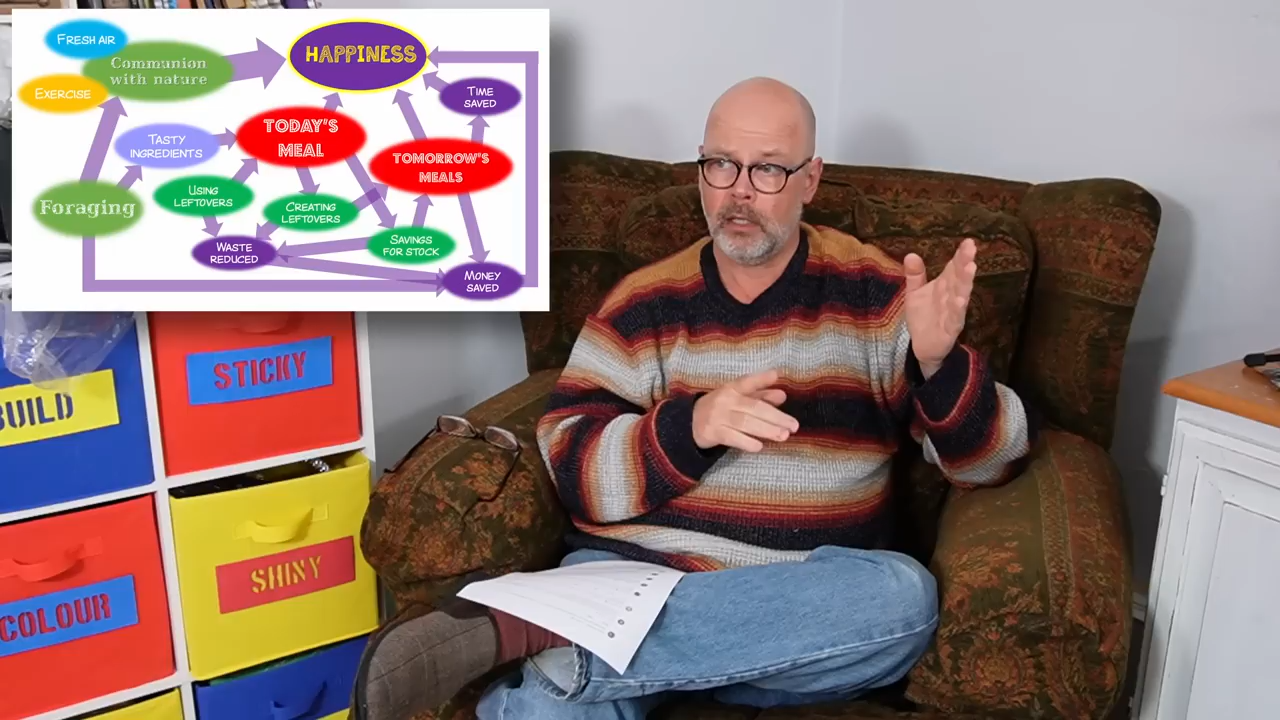 FRESH AIR
COMMUNION
WITH NATURE
EXERCISE
HAPPINESS
TIME
SAVED
TASTY
INGREDIENTS
TODAY'S
MEAL
TOMORROW'S
MEALS
FORAGING
USING
LEFTOVERS
CREATING
LEFTOVERS
WASTE
REDUCED
SAVINGS
FOR STOCK
MONEY
SAVED
BUILD
STICKY
COLOUR
SHINY